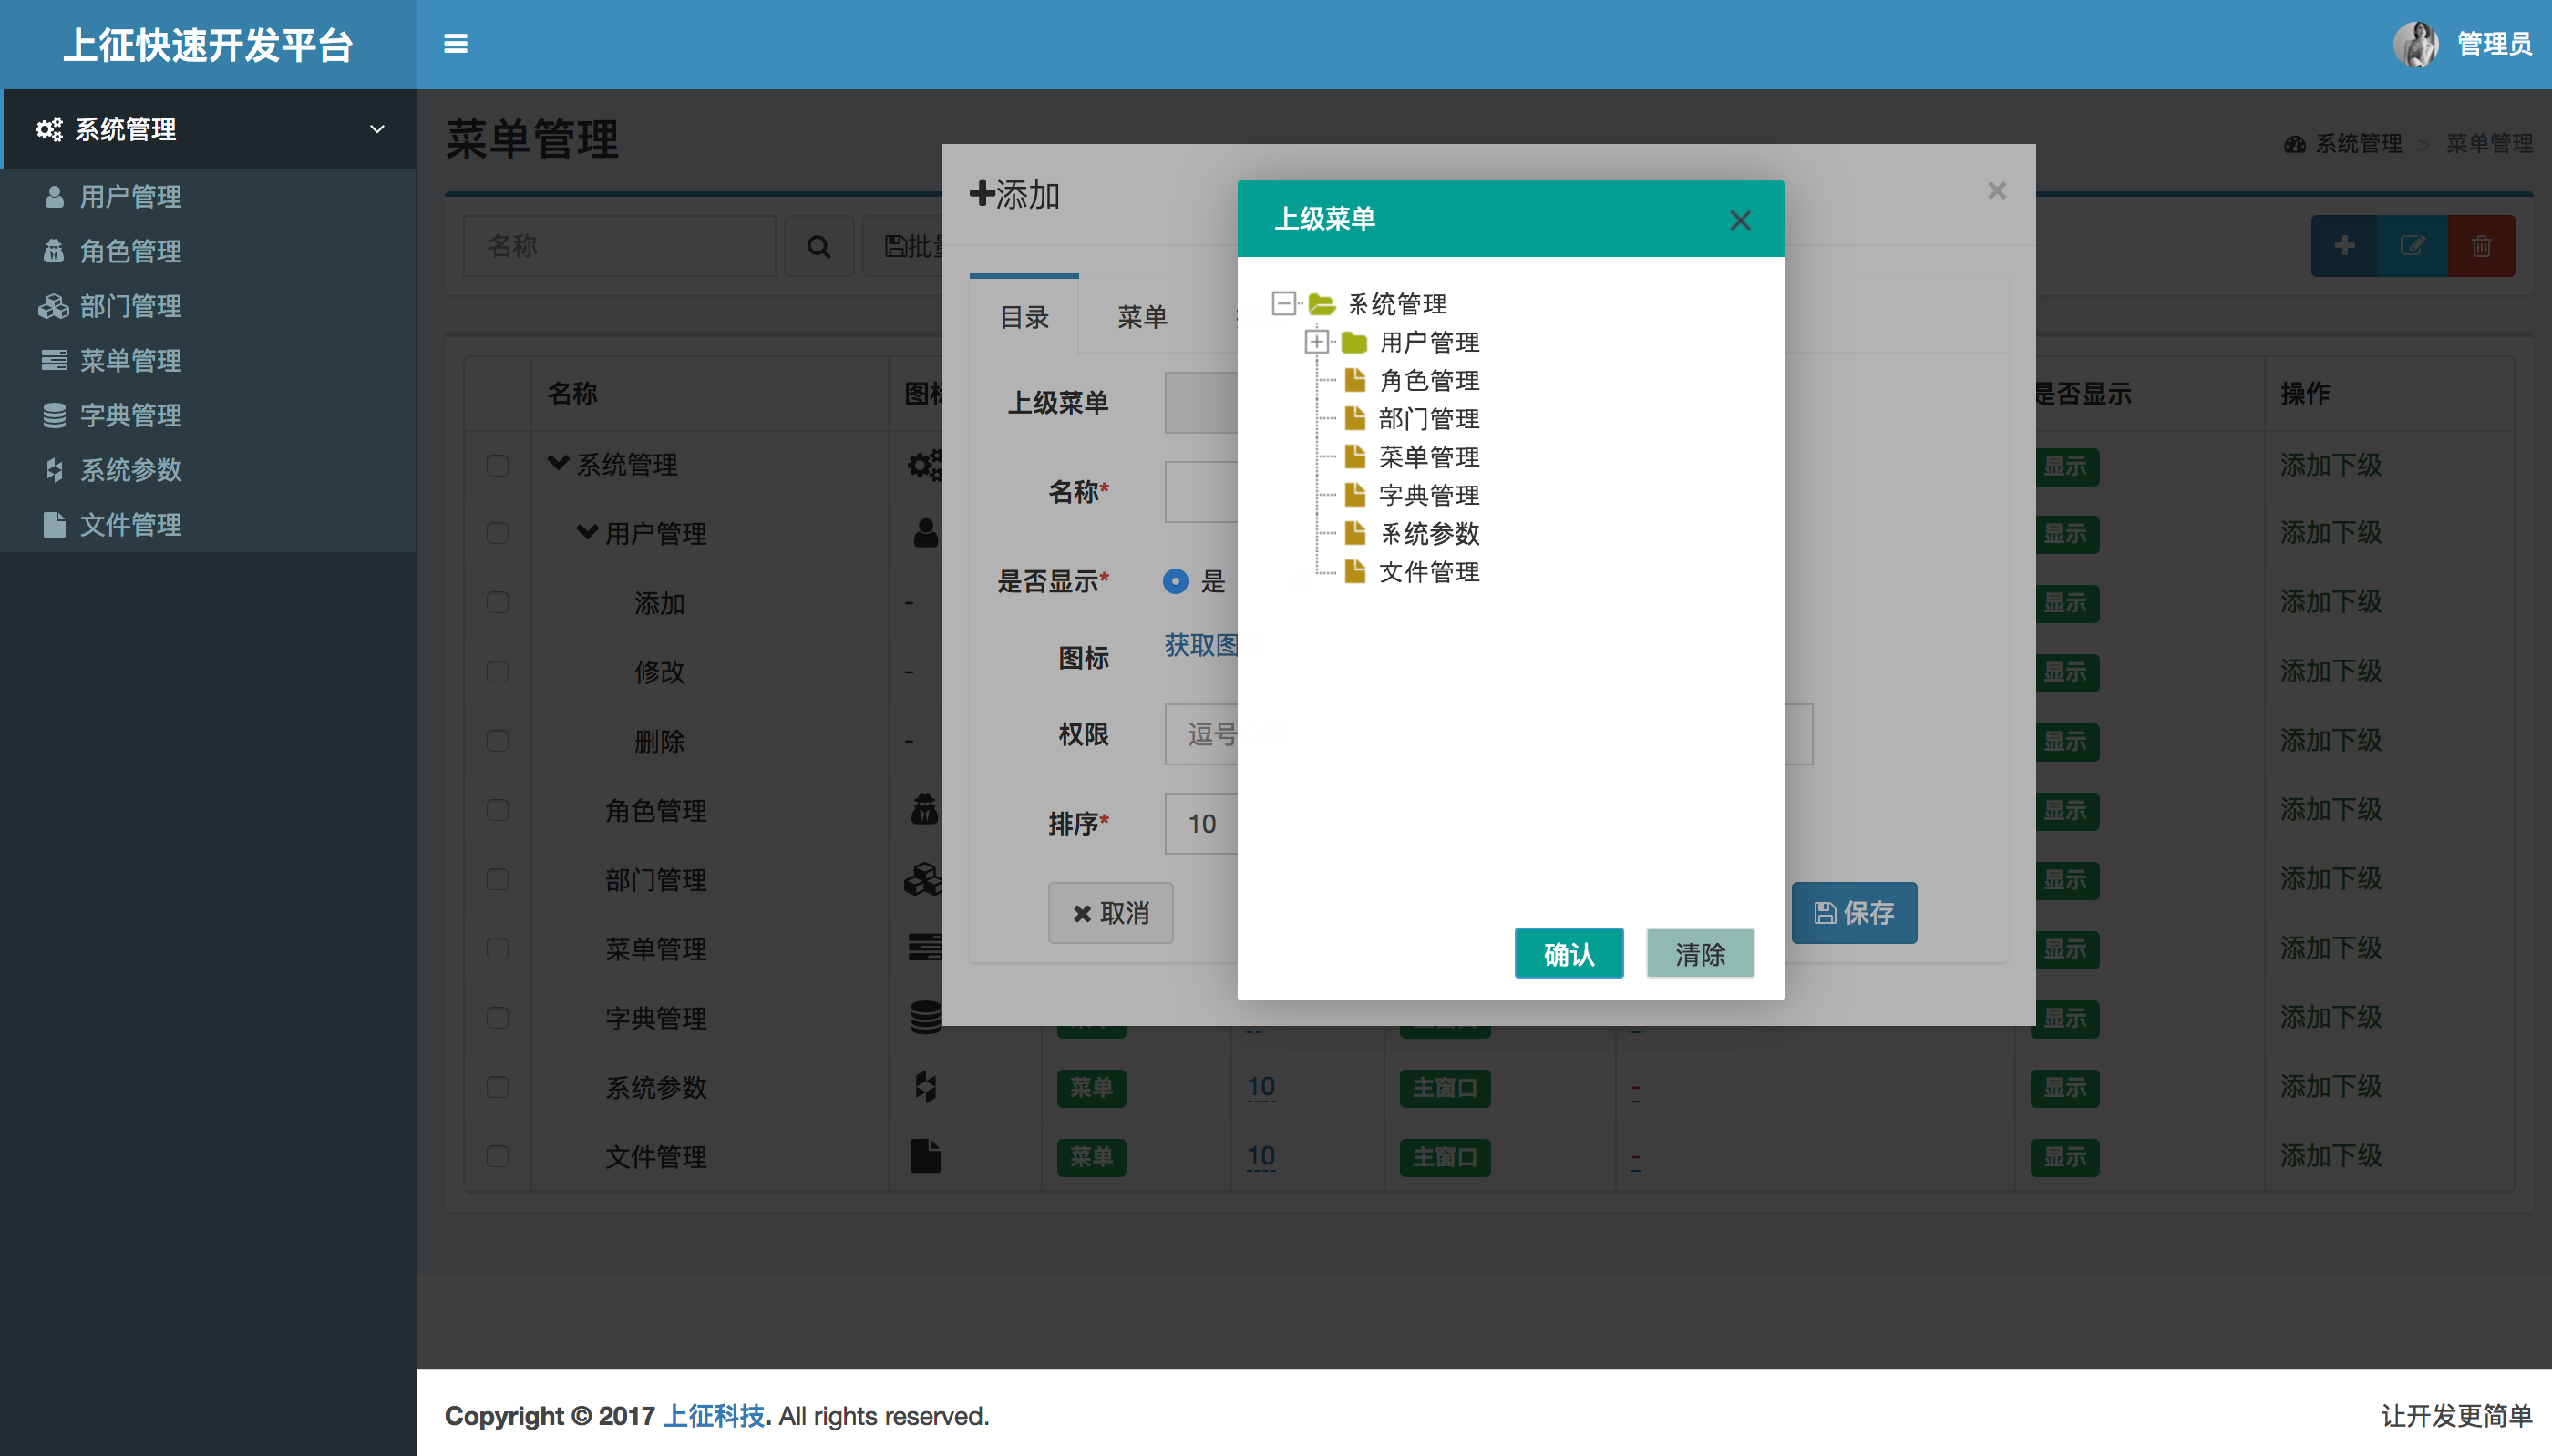 上征快速开发平台
管理员
系统管理
用户管理
角色管理
部门管理
菜单管理
字典管理
系统参数
文件管理
菜单管理
系统管理 > 菜单管理
名称
批量
添加
×
目录
菜单
上级菜单
名称*
是否显示*
是
图标
获取图
权限
逗号
排序*
10
取消
保存
上级菜单
系统管理
用户管理
角色管理
部门管理
菜单管理
字典管理
系统参数
文件管理
确认
清除
名称 图标 是否显示 操作
系统管理 显示 添加下级
用户管理 显示 添加下级
添加 - 显示 添加下级
修改 - 显示 添加下级
删除 - 显示 添加下级
角色管理 显示 添加下级
部门管理 显示 添加下级
菜单管理 显示 添加下级
字典管理 显示 添加下级
系统参数 菜单 10 主窗口 - 显示 添加下级
文件管理 菜单 10 主窗口 - 显示 添加下级
Copyright © 2017 上征科技. All rights reserved.
让开发更简单